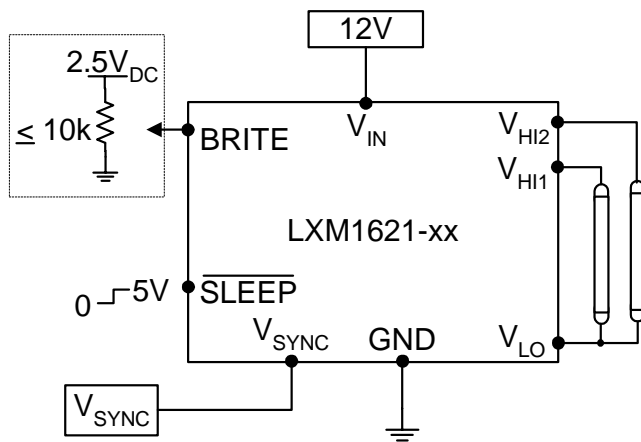 12V
2.5VDC
≤ 10k
BRITE
VIN
VHI2
VHI1
LXM1621-xx
0 5V
SLEEP
VSYNC
GND
VLO
VSYNC